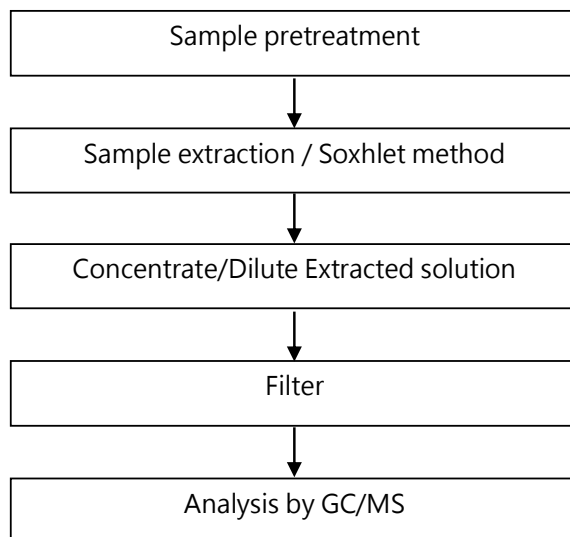 Sample pretreatment
Sample extraction / Soxhlet method
Concentrate/Dilute Extracted solution
Filter
Analysis by GC/MS